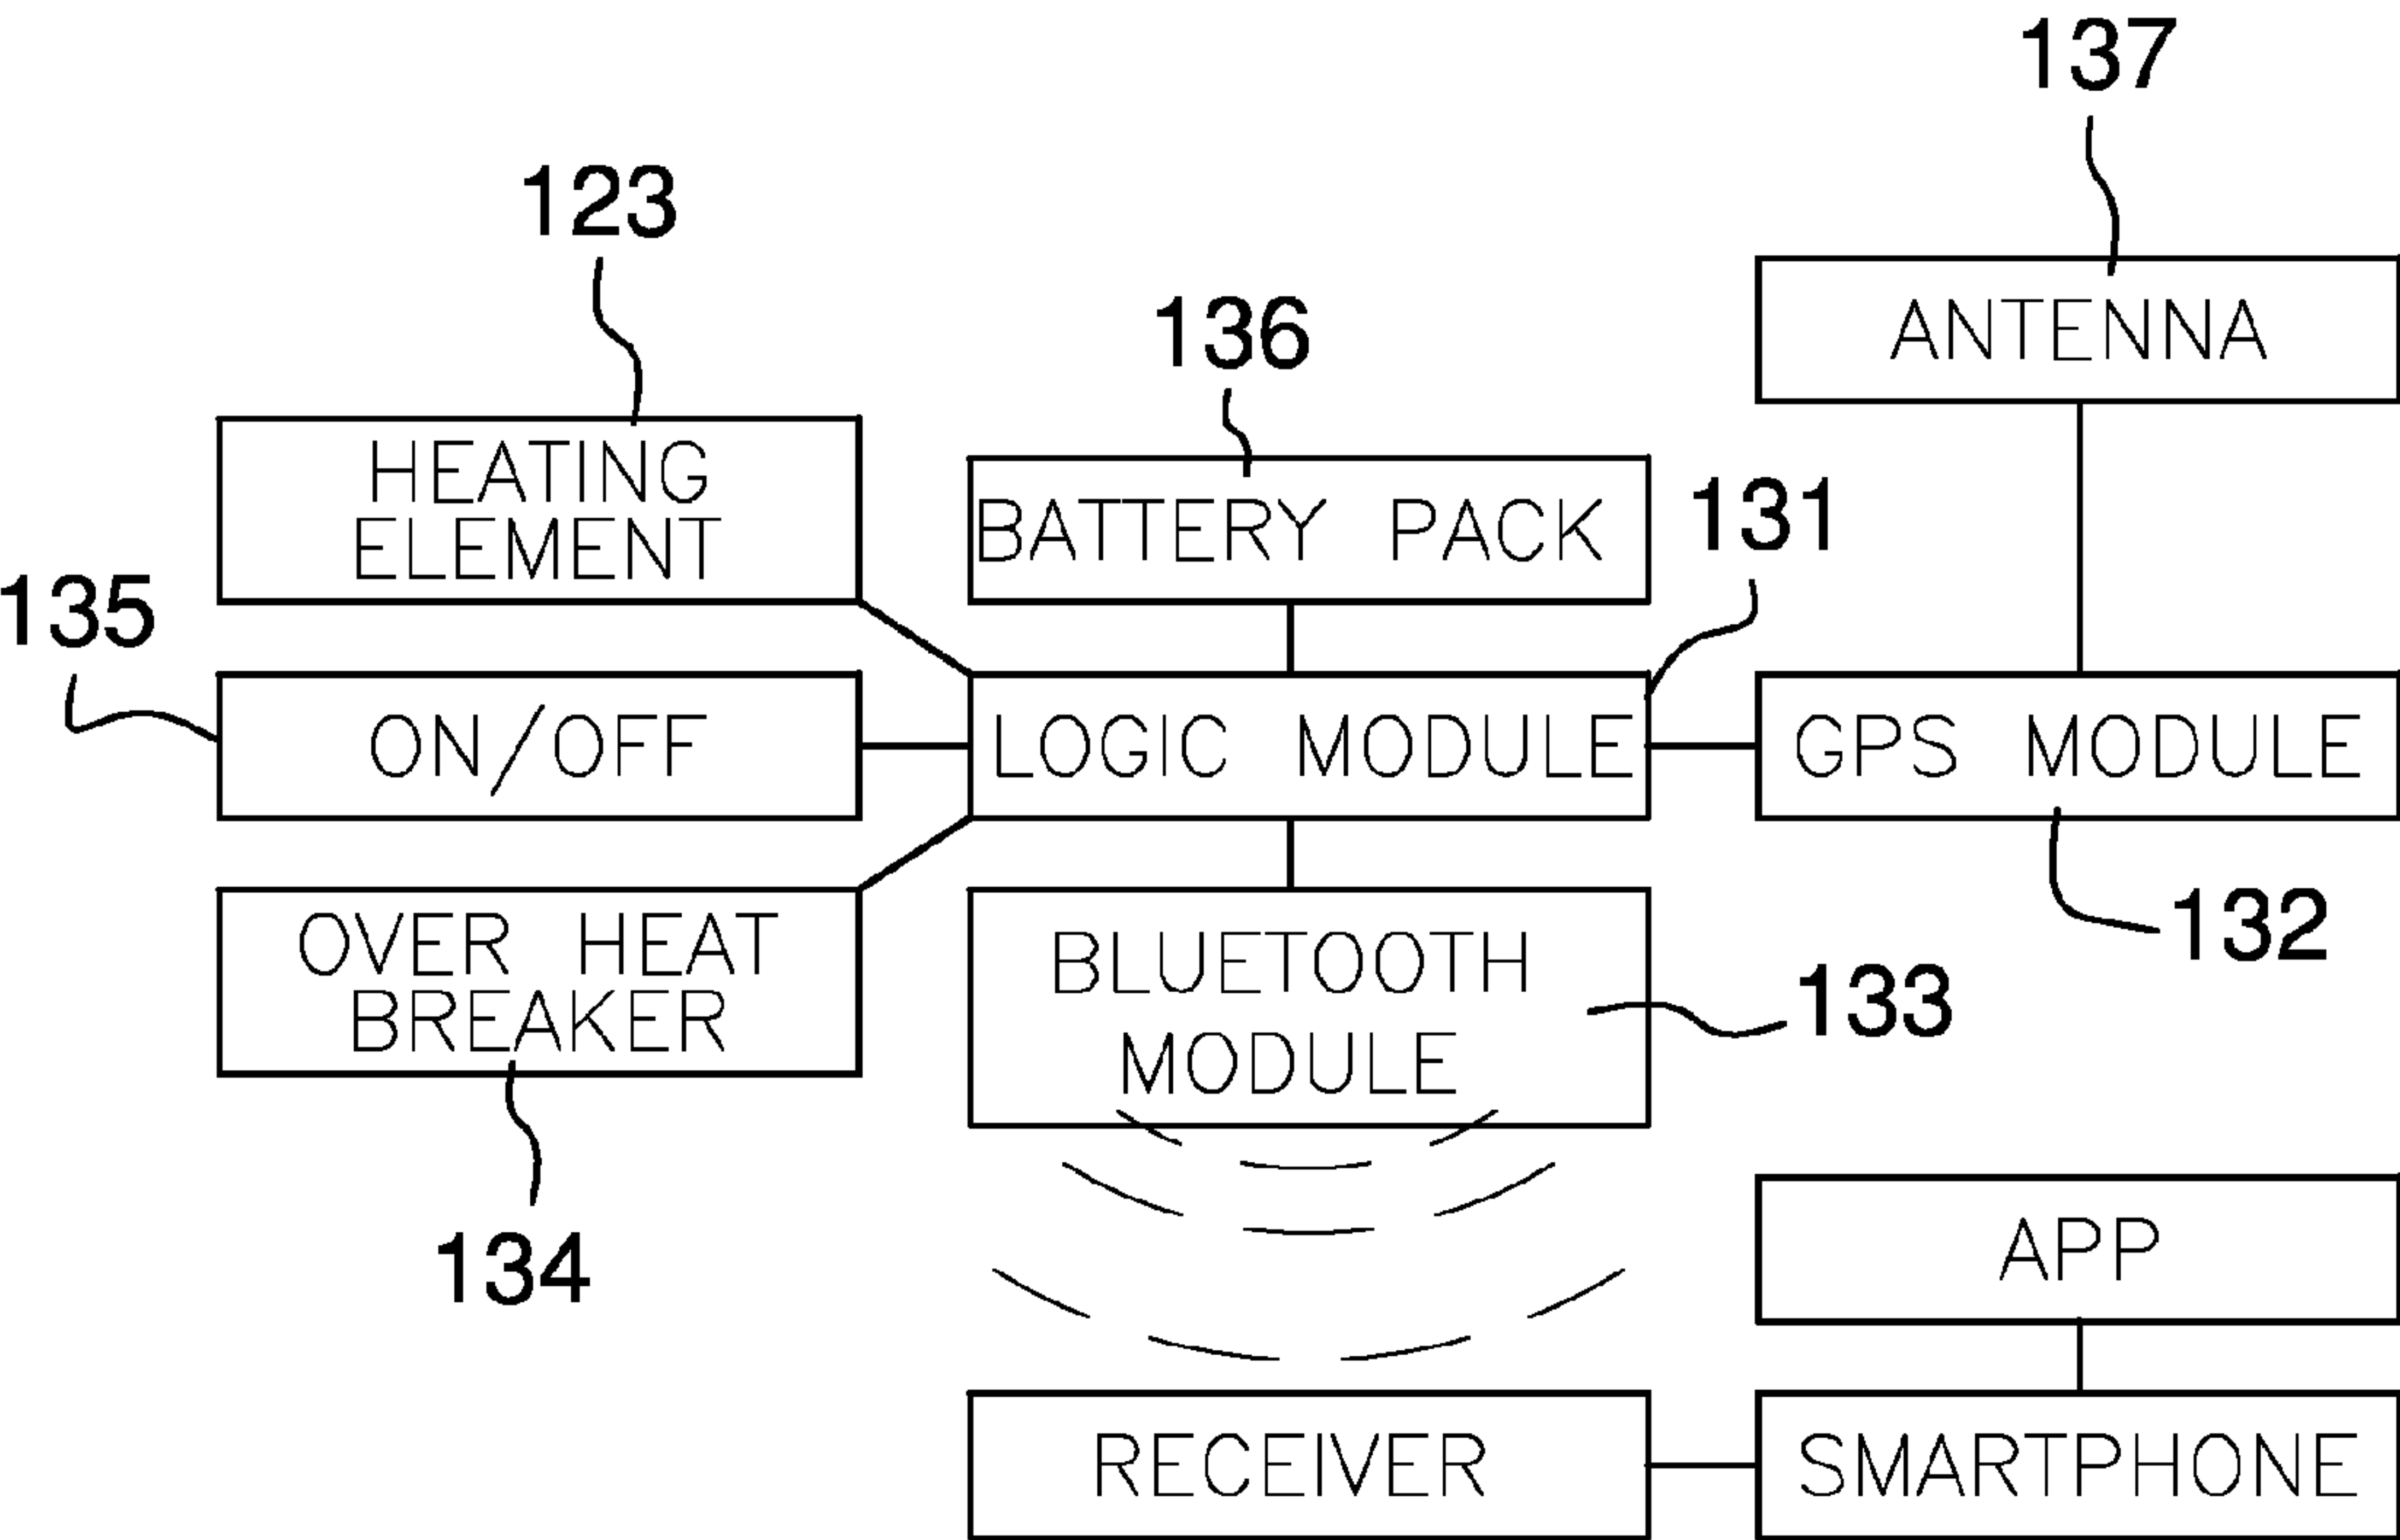 137
123
136
ANTENNA
HEATING
ELEMENT
BATTERY PACK
131
135
ON/OFF
LOGIC MODULE
GPS MODULE
OVER HEAT
BREAKER
BLUETOOTH
MODULE
132
133
134
APP
RECEIVER
SMARTPHONE